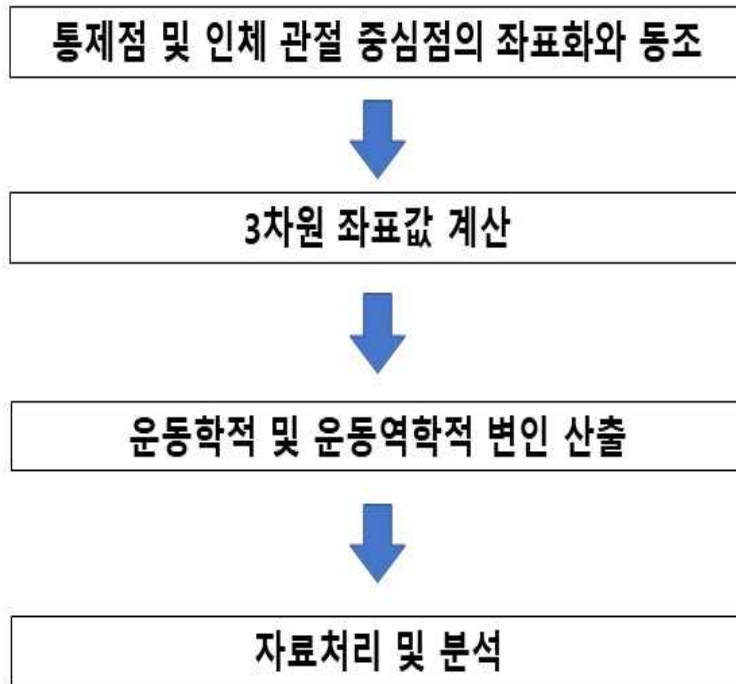 통제점 및 인체 관절 중심점의 좌표화와 동조
3차원 좌표값 계산
운동학적 및 운동역학적 변인 산출
자료처리 및 분석